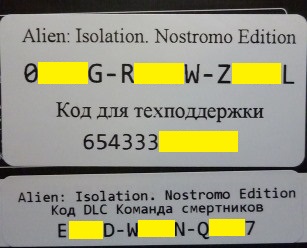 Alien: Isolation. Nostromo Edition
0 G-R W-Z L
Код для техподдержки
654333
Alien: Isolation. Nostromo Edition
Код DLC Команда смертников
E D-W N-Q 7